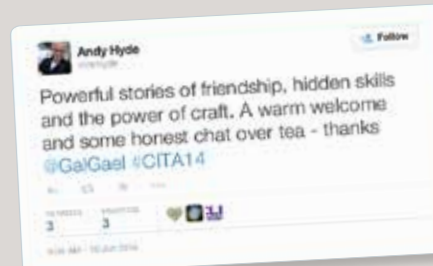 Andy Hyde
Follow
Powerful stories of friendship, hidden skills
and the power of craft. A warm welcome
and some honest chat over tea - thanks
@GalGael #CITA14
3 3